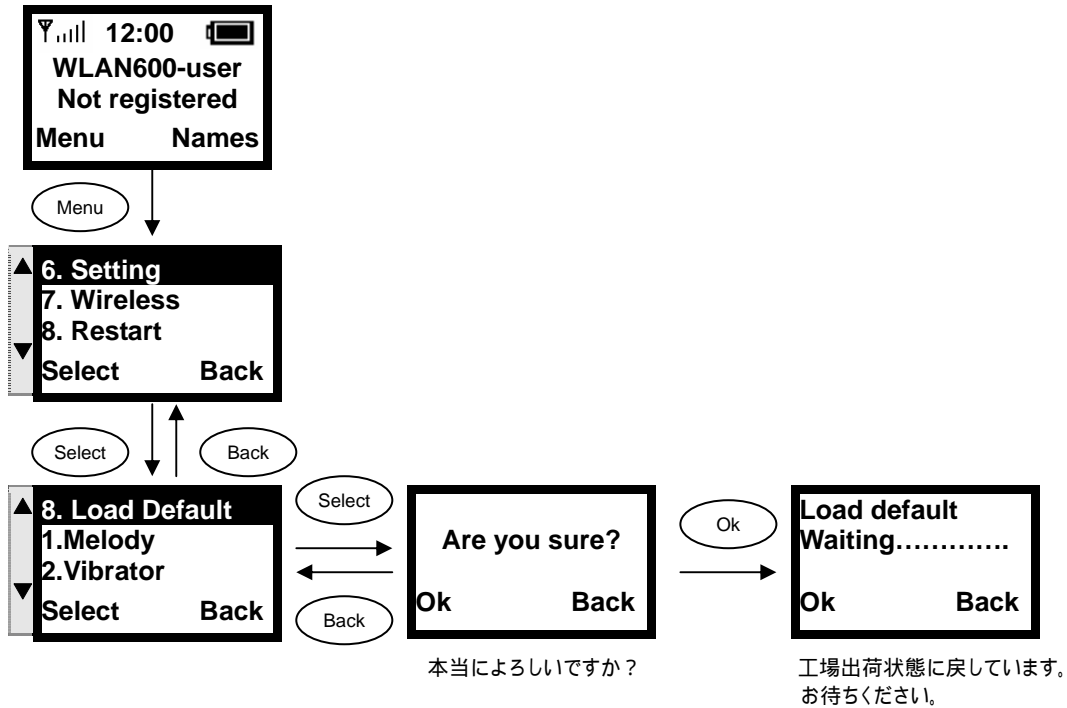 12:00
WLAN600-user
Not registered
Menu Names
Menu
6. Setting
7. Wireless
8. Restart
Select Back
Select
Back
8. Load Default
1.Melody
2.Vibrator
Select Back
Select
Back
Are you sure?
Ok Back
本当によろしいですか？
Ok
Load default
Waiting.............
Ok Back
工場出荷状態に戻しています。
お待ちください。